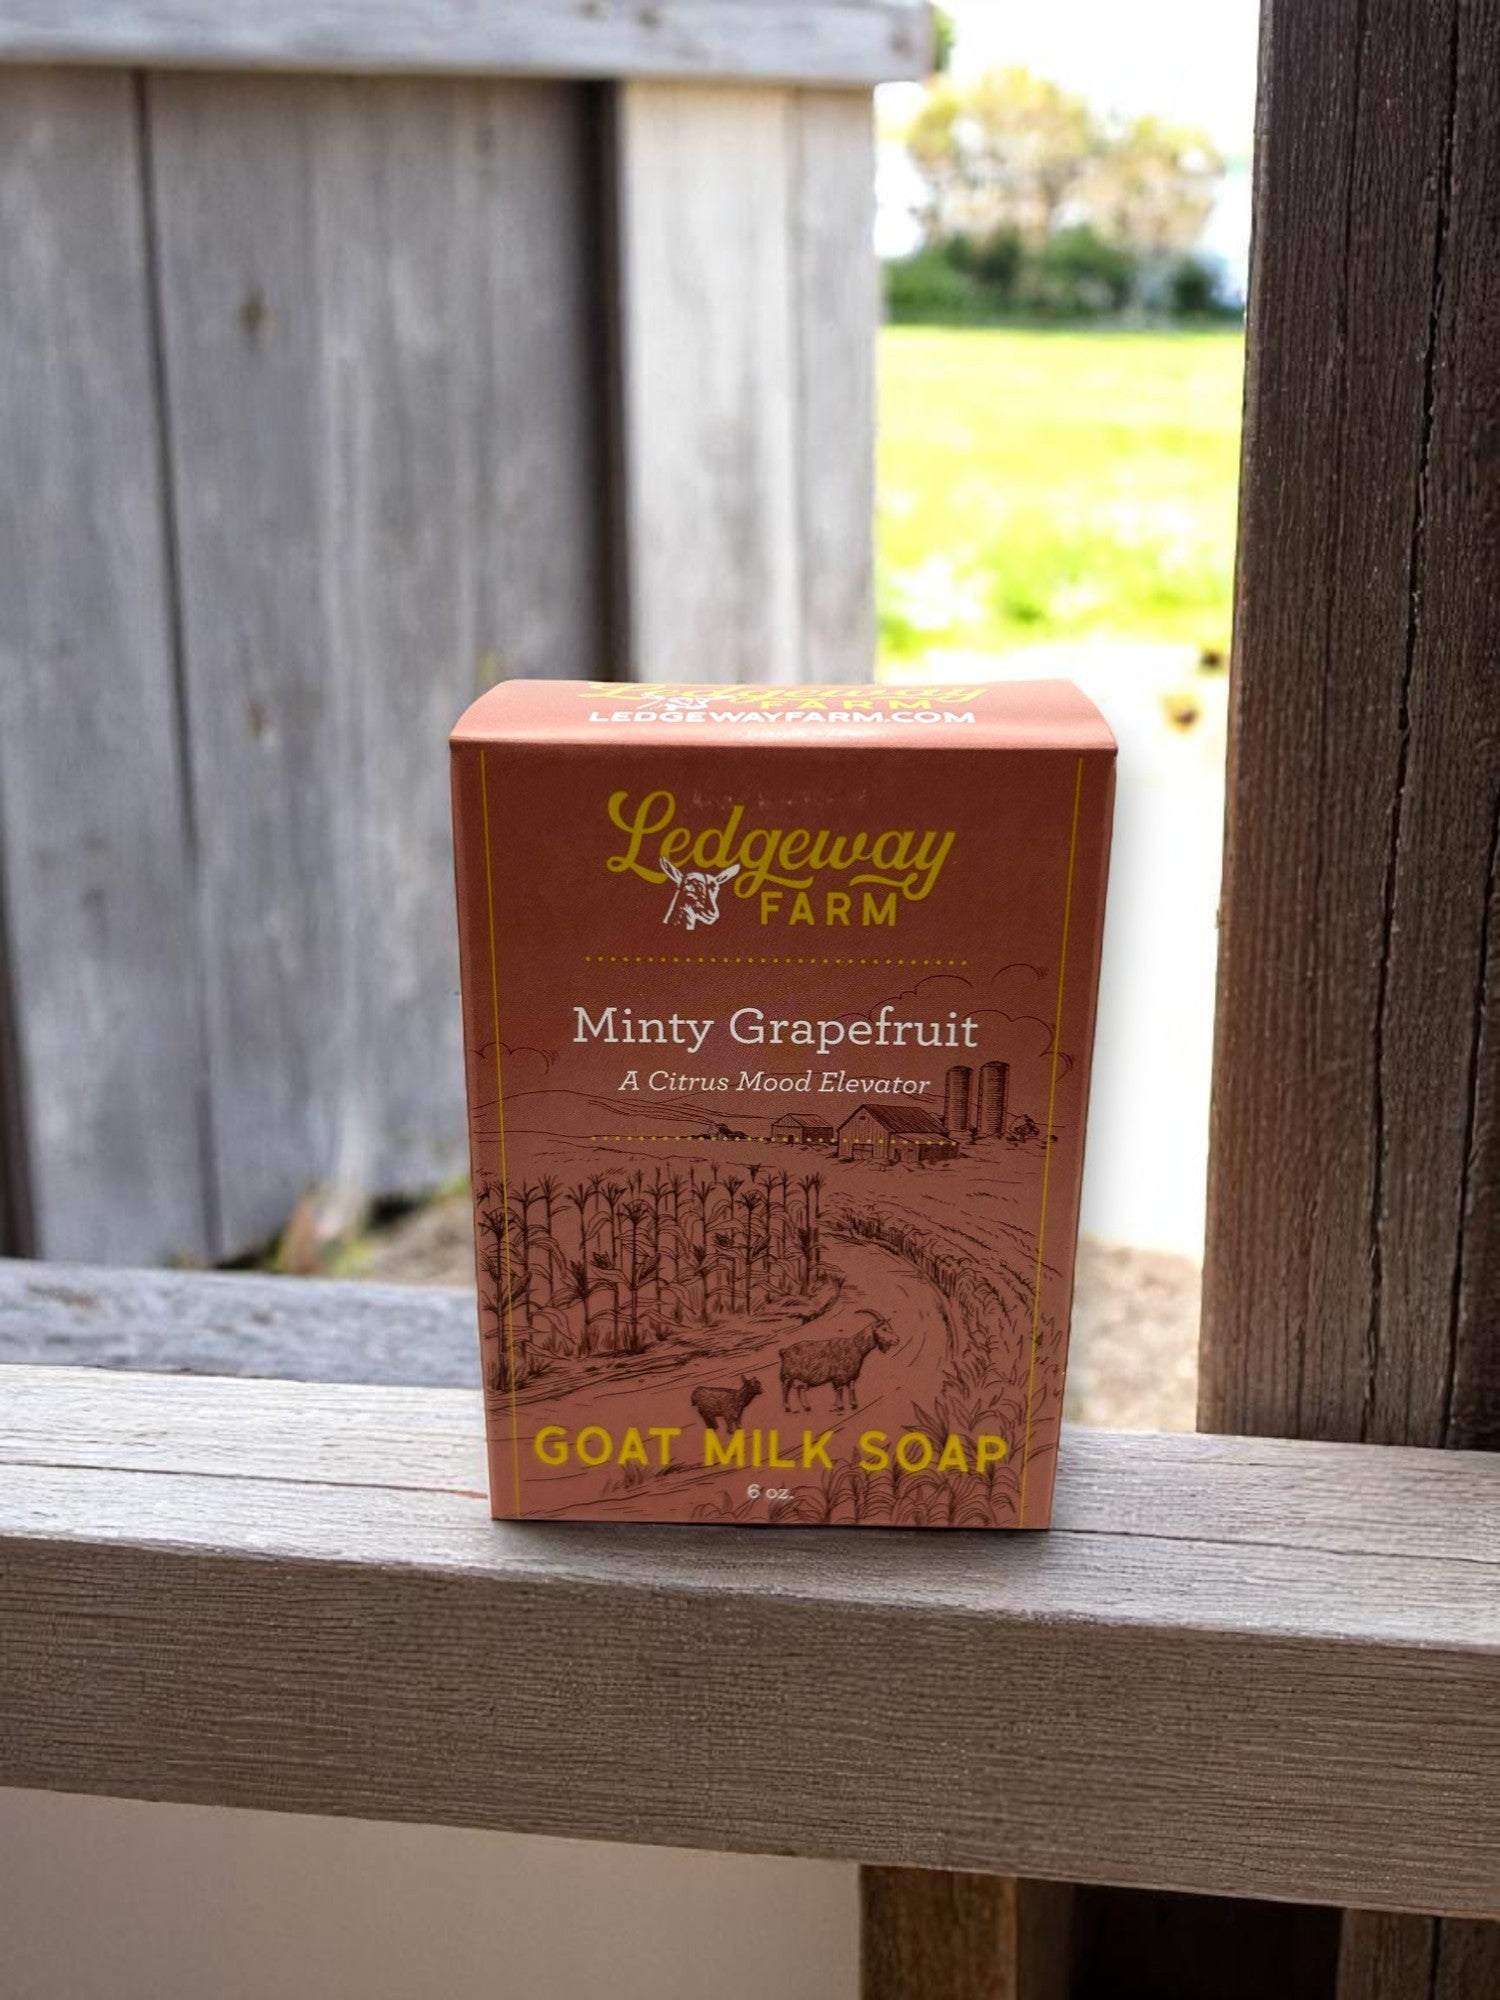 Ledgeway
FARM
LEDGEWAYFARM.COM
Ledgeway
FARM
Minty Grapefruit
A Citrus Mood Elevator
GOAT MILK SOAP
6 oz.